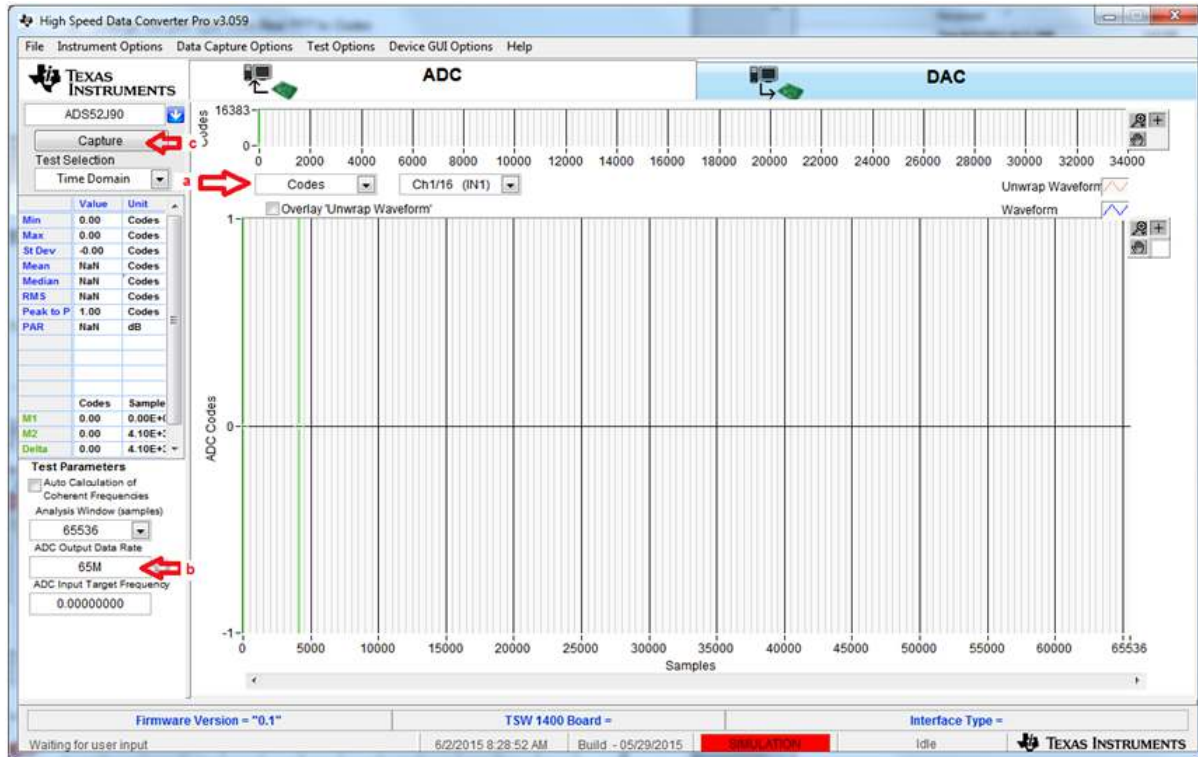 High Speed Data Converter Pro v3.059
File Instrument Options Data Capture Options Test Options Device GUI Options Help
TEXAS INSTRUMENTS
ADC
DAC
ADS52J90
Capture
c
Test Selection
Time Domain
Value Unit
Min 0.00 Codes
Max 0.00 Codes
St Dev -0.00 Codes
Mean NaN Codes
Median NaN Codes
RMS NaN Codes
Peak to P 1.00 Codes
PAR NaN dB
Codes Sample
M1 0.00 0.00E+(
M2 0.00 4.10E+:
Delta 0.00 4.10E+:
Test Parameters
Auto Calculation of
Coherent Frequencies
Analysis Window (samples)
65536
ADC Output Data Rate
65M
b
ADC Input Target Frequency
0.00000000
Codes
16383
0
0 2000 4000 6000 8000 10000 12000 14000 16000 18000 20000 22000 24000 26000 28000 30000 32000 34000
a
Codes
Ch1/16 (IN1)
Unwrap Waveform
Overlay 'Unwrap Waveform'
Waveform
1
0
-1
ADC Codes
0 5000 10000 15000 20000 25000 30000 35000 40000 45000 50000 55000 60000 65536
Samples
Firmware Version = "0.1"
TSW 1400 Board =
Interface Type =
Waiting for user input
8:28:52 AM
Build - 05/29/2015
SIMULATION
Idle
TEXAS INSTRUMENTS